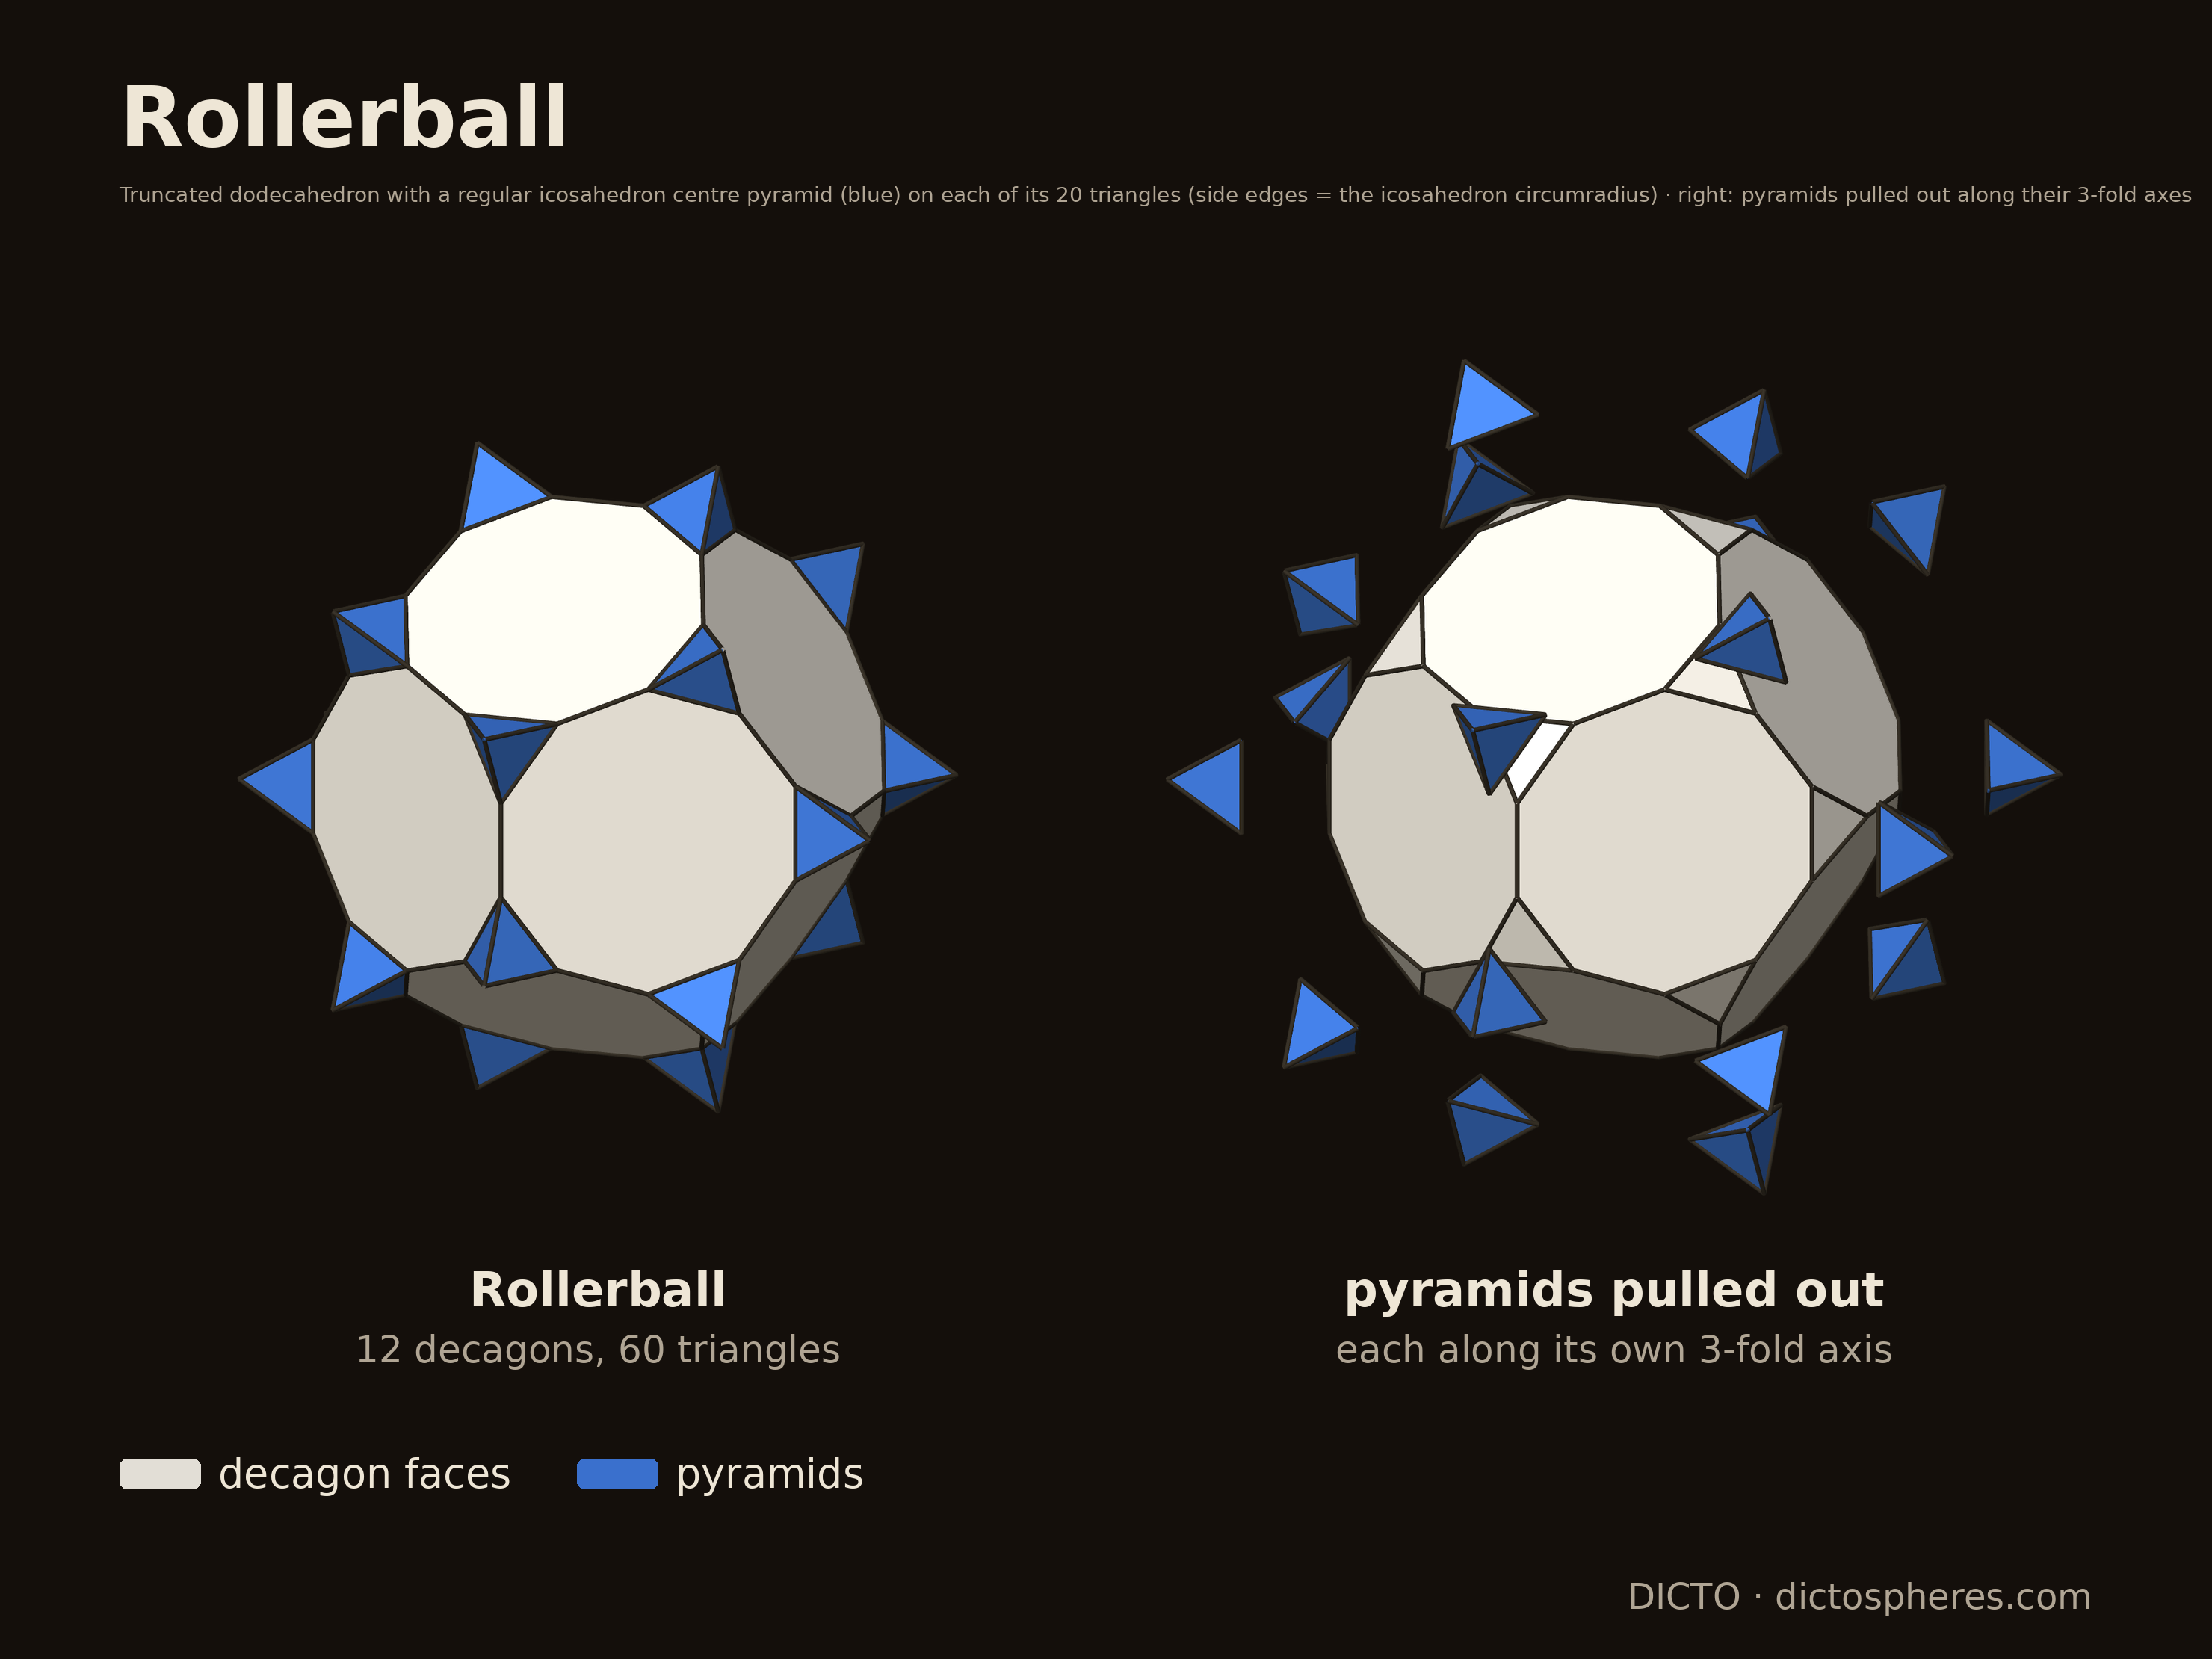 Rollerball
Truncated dodecahedron with a regular icosahedron centre pyramid (blue) on each of its 20 triangles (side edges = the icosahedron circumradius) · right: pyramids pulled out along their 3-fold axes
Rollerball
12 decagons, 60 triangles
pyramids pulled out
each along its own 3-fold axis
decagon faces
pyramids
DICTO · dictospheres.com